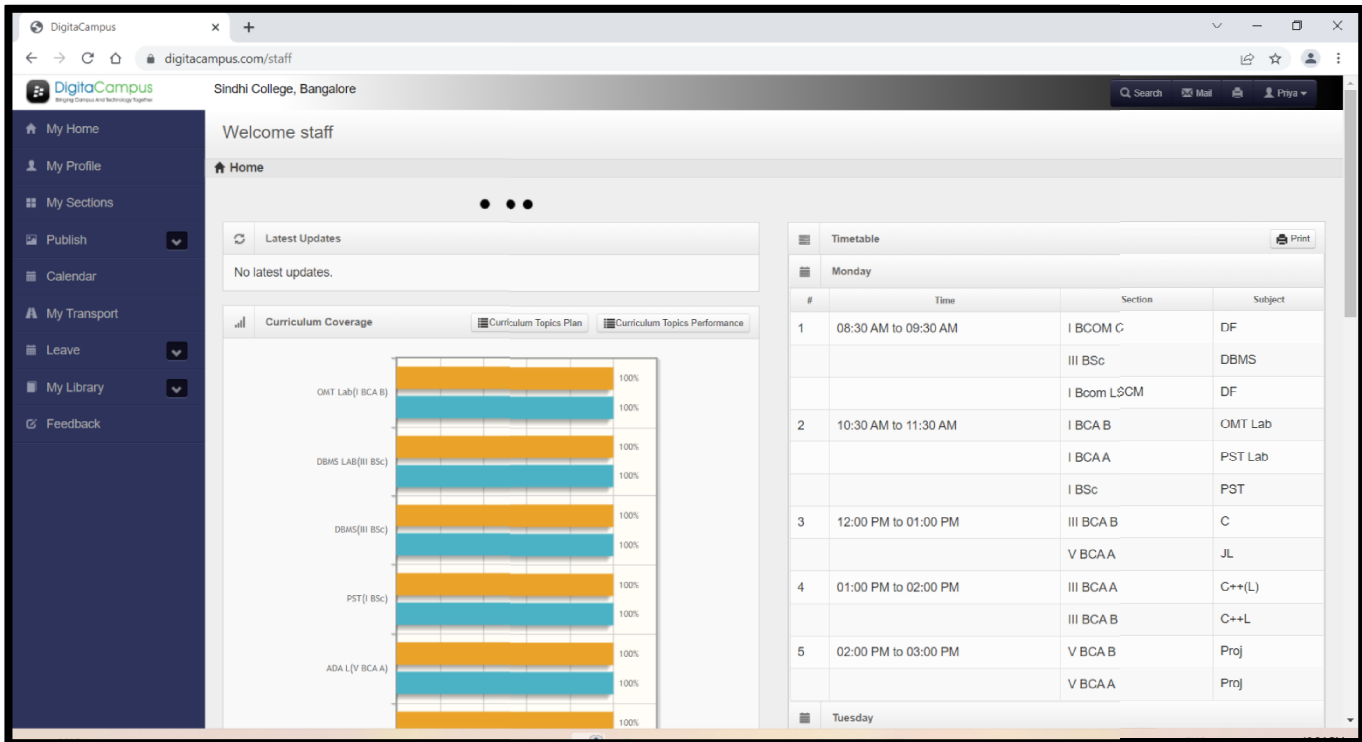 DigitaCampus
digitacampus.com/staff
DigitaCampus
Bringing Campus And Technology Together
Sindhi College, Bangalore
Search Mail Priya
My Home
My Profile
My Sections
Publish
Calendar
My Transport
Leave
My Library
Feedback
Welcome staff
Home
Latest Updates
No latest updates.
Curriculum Coverage Curriculum Topics Plan Curriculum Topics Performance
OMT Lab(I BCA B)
100%
100%
DBMS LAB(III BSc)
100%
100%
DBMS(III BSc)
100%
100%
PST(I BSc)
100%
100%
ADA L(V BCA A)
100%
100%
100%
Timetable Print
Monday
# Time Section Subject
1 08:30 AM to 09:30 AM I BCOM C DF
III BSc DBMS
I Bcom LSCM DF
2 10:30 AM to 11:30 AM I BCA B OMT Lab
I BCA A PST Lab
I BSc PST
3 12:00 PM to 01:00 PM III BCA B C
V BCA A JL
4 01:00 PM to 02:00 PM III BCA A C++(L)
III BCA B C++L
5 02:00 PM to 03:00 PM V BCA B Proj
V BCA A Proj
Tuesday